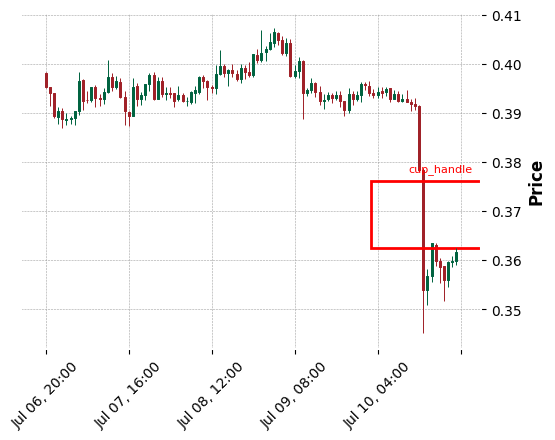 0.41
0.40
0.39
0.38
cup_handle
0.37
0.36
0.35
Price
Jul 06, 20:00
Jul 07, 16:00
Jul 08, 12:00
Jul 09, 08:00
Jul 10, 04:00